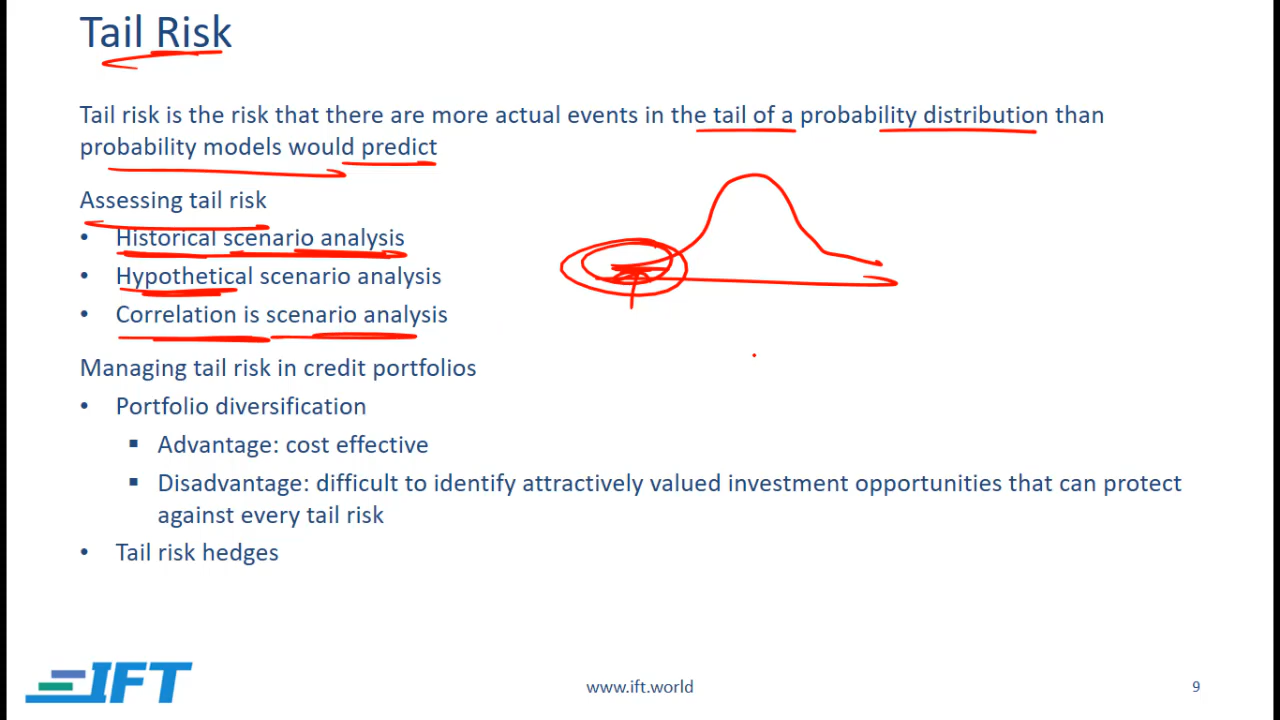 Tail Risk
Tail risk is the risk that there are more actual events in the tail of a probability distribution than
probability models would predict
Assessing tail risk
• Historical scenario analysis
• Hypothetical scenario analysis
• Correlation is scenario analysis
Managing tail risk in credit portfolios
• Portfolio diversification
▪ Advantage: cost effective
▪ Disadvantage: difficult to identify attractively valued investment opportunities that can protect
against every tail risk
• Tail risk hedges
IFT
www.ift.world
9